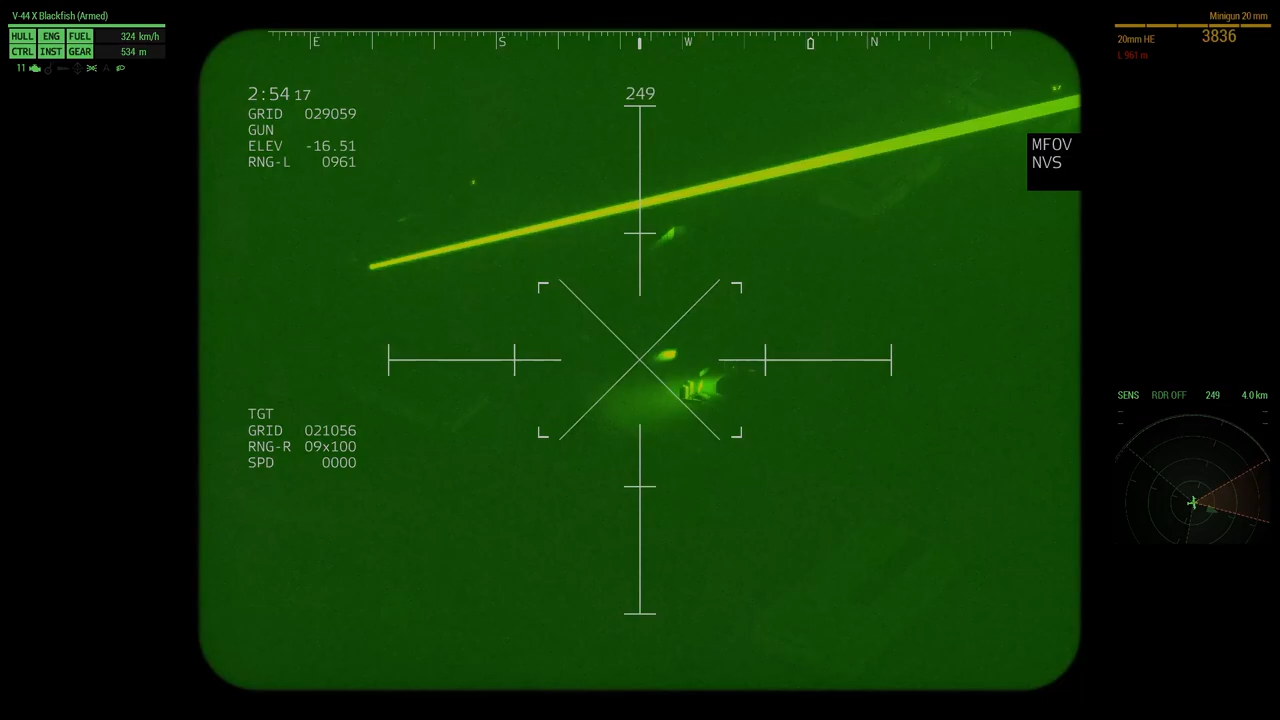 V-44 X Blackfish (Armed)
HULL ENG FUEL 324 km/h
CTRL INST GEAR 534 m
11 A
Minigun 20 mm
20mm HE 3836
L 961 m
E S W N
2:54 17
249
GRID 029059
GUN
ELEV -16.51
RNG-L 0961
MFOV
NVS
TGT
GRID 021056
RNG-R 09x100
SPD 0000
SENS RDR OFF 249 4.0 km